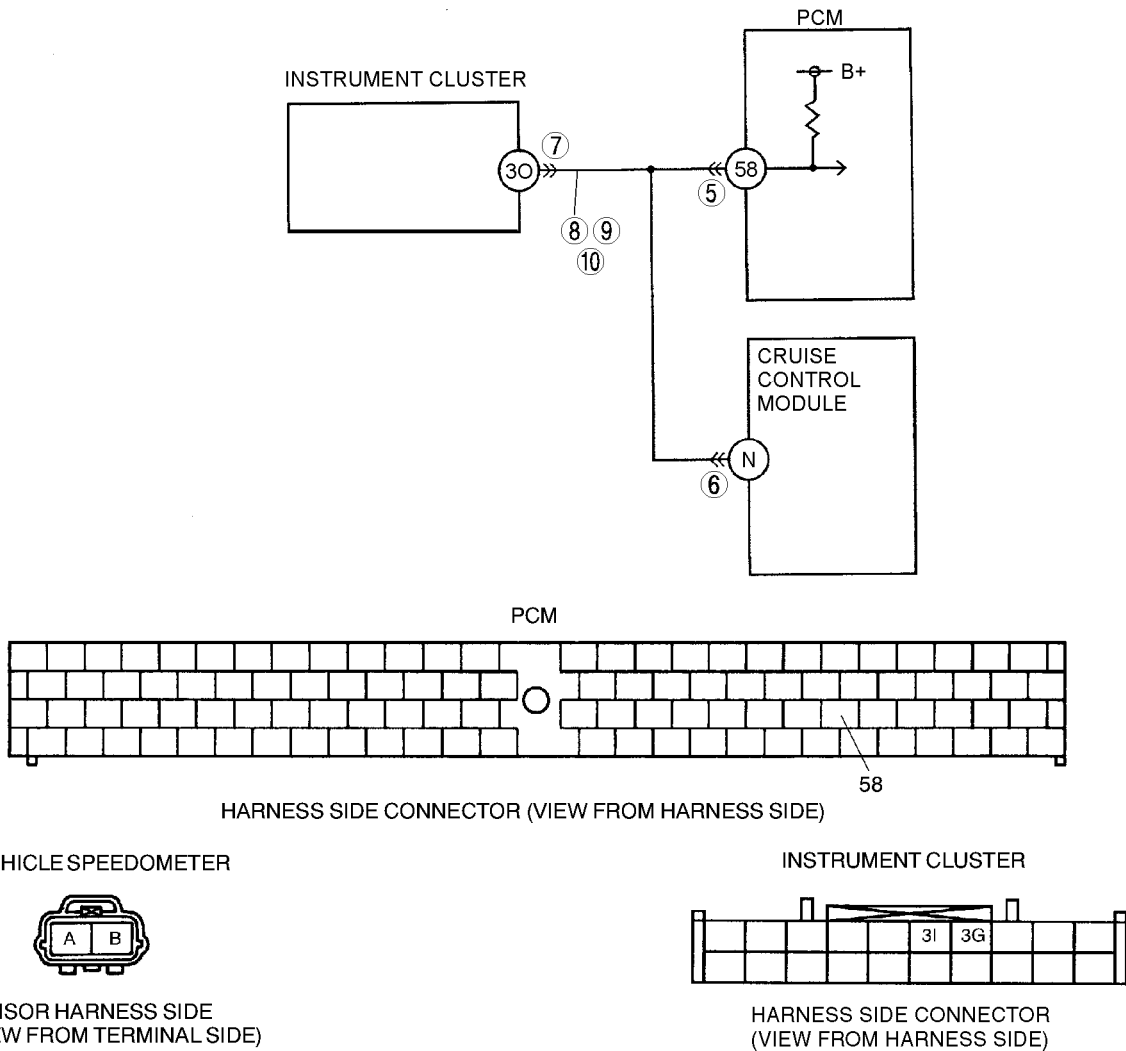 PCM
B+
INSTRUMENT CLUSTER
7
3O
58
5
8 9
10
CRUISE
CONTROL
MODULE
N
6
PCM
58
HARNESS SIDE CONNECTOR (VIEW FROM HARNESS SIDE)
HICLE SPEEDOMETER
A B
ISOR HARNESS SIDE
EW FROM TERMINAL SIDE)
INSTRUMENT CLUSTER
3I 3G
HARNESS SIDE CONNECTOR
(VIEW FROM HARNESS SIDE)